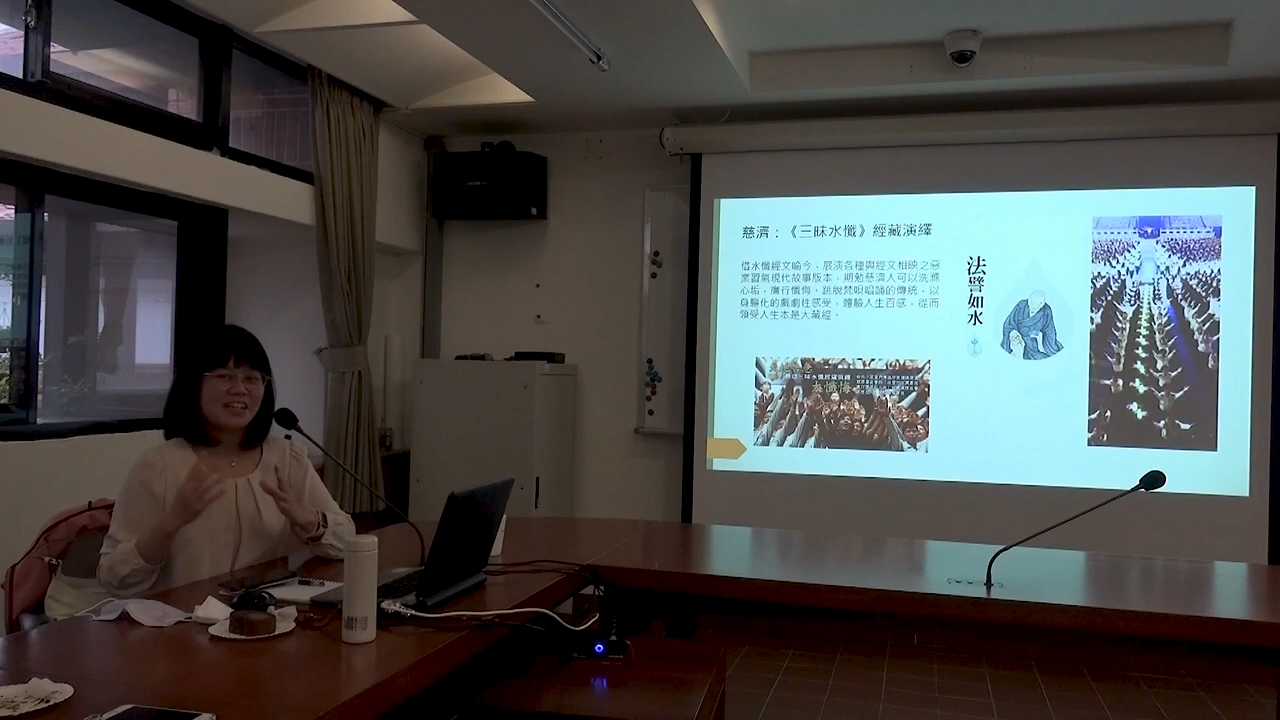 慈濟：《三昧水懺》經藏演繹
借水懺經文喻今，展演各種與經文相映之惡
業習氣現代故事版本，期勉慈濟人可以洗滌
心垢，廣行懺悔，跳脫梵唄唱誦的傳統，以
身驗化的戲劇性感受，體驗人生百感，從而
領受人生本是大藏經。
法譬如水